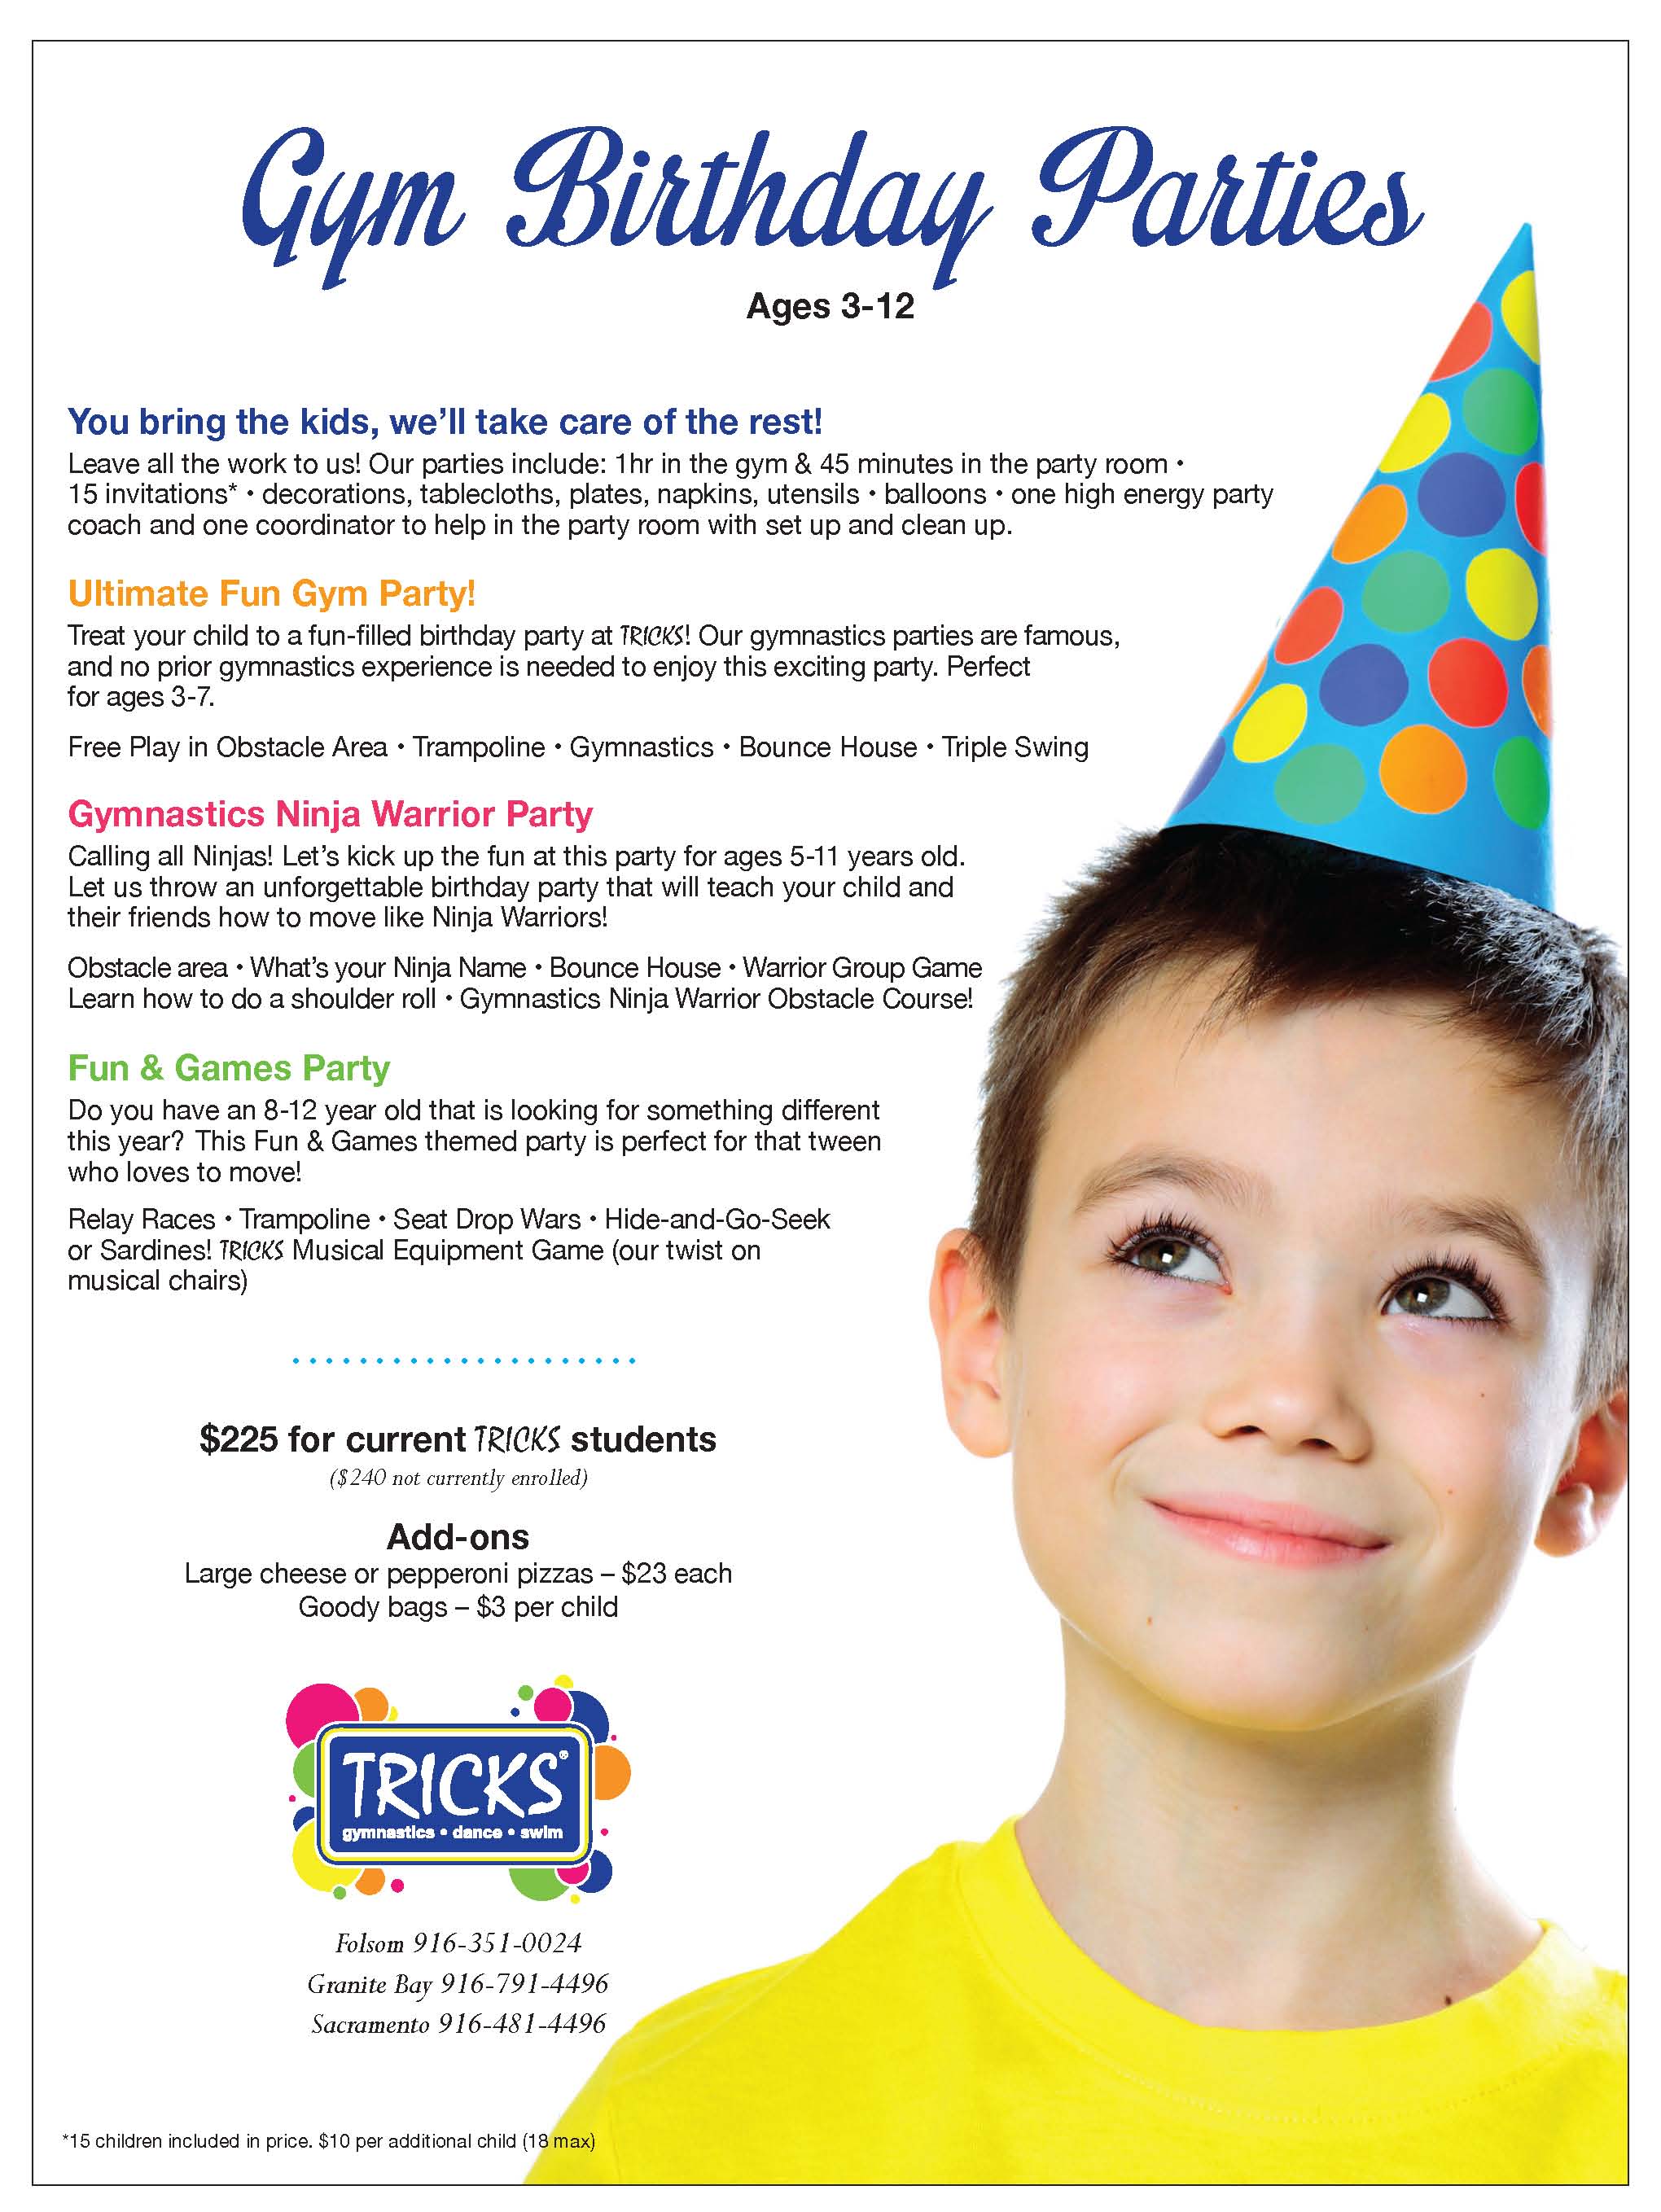 Gym Birthday Parties
Ages 3-12
You bring the kids, we'll take care of the rest!
Leave all the work to us! Our parties include: 1hr in the gym & 45 minutes in the party room •
15 invitations* • decorations, tablecloths, plates, napkins, utensils • balloons • one high energy party
coach and one coordinator to help in the party room with set up and clean up.
Ultimate Fun Gym Party!
Treat your child to a fun-filled birthday party at TRICKS! Our gymnastics parties are famous,
and no prior gymnastics experience is needed to enjoy this exciting party. Perfect
for ages 3-7.
Free Play in Obstacle Area • Trampoline • Gymnastics • Bounce House • Triple Swing
Gymnastics Ninja Warrior Party
Calling all Ninjas! Let's kick up the fun at this party for ages 5-11 years old.
Let us throw an unforgettable birthday party that will teach your child and
their friends how to move like Ninja Warriors!
Obstacle area • What's your Ninja Name • Bounce House • Warrior Group Game
Learn how to do a shoulder roll • Gymnastics Ninja Warrior Obstacle Course!
Fun & Games Party
Do you have an 8-12 year old that is looking for something different
this year? This Fun & Games themed party is perfect for that tween
who loves to move!
Relay Races • Trampoline • Seat Drop Wars • Hide-and-Go-Seek
or Sardines! TRICKS Musical Equipment Game (our twist on
musical chairs)
$225 for current TRICKS students
($240 not currently enrolled)
Add-ons
Large cheese or pepperoni pizzas – $23 each
Goody bags – $3 per child
TRICKS®
gymnastics • dance • swim
Folsom 916-351-0024
Granite Bay 916-791-4496
Sacramento 916-481-4496
*15 children included in price. $10 per additional child (18 max)